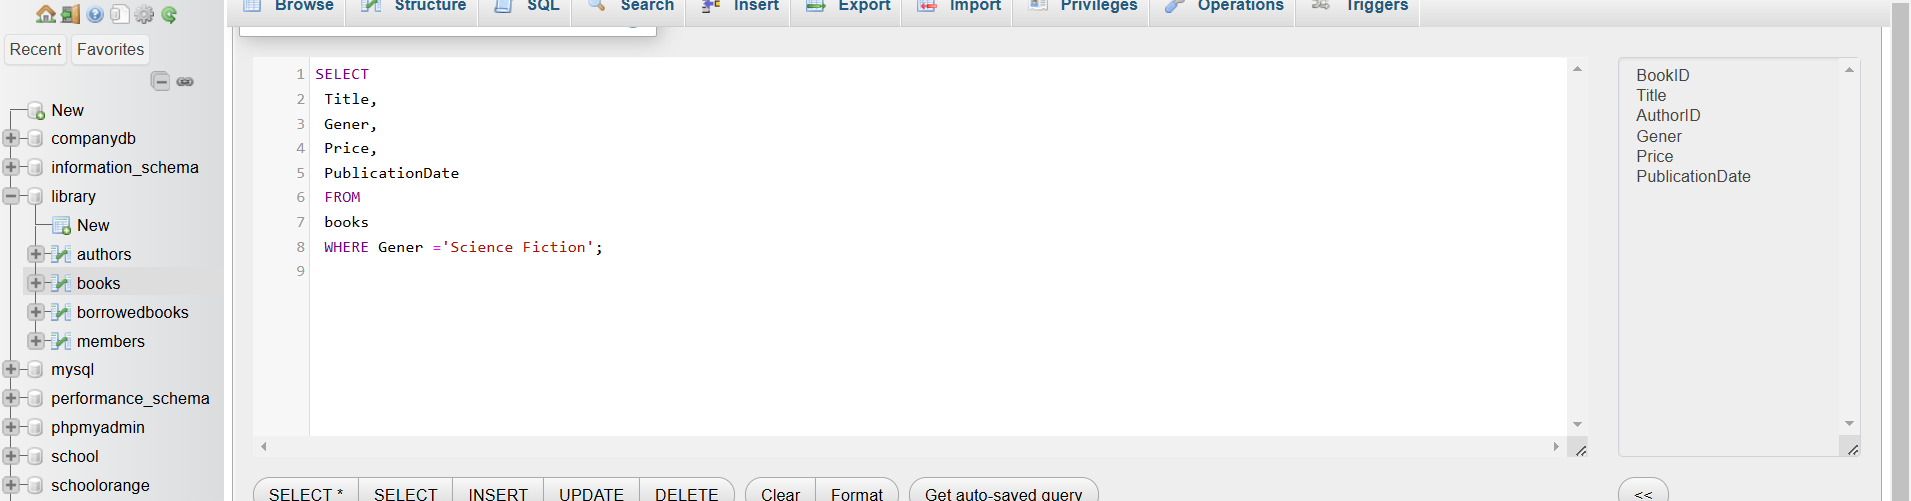 Browse Structure SQL Search Insert Export Import Privileges Operations Triggers
Recent Favorites
New
companydb
information_schema
library
New
authors
books
borrowedbooks
members
mysql
performance_schema
phpmyadmin
school
schoolorange
1 SELECT
2 Title,
3 Gener,
4 Price,
5 PublicationDate
6 FROM
7 books
8 WHERE Gener ='Science Fiction';
9
BookID
Title
AuthorID
Gener
Price
PublicationDate
SELECT * SELECT INSERT UPDATE DELETE Clear Format Get auto-saved query <<